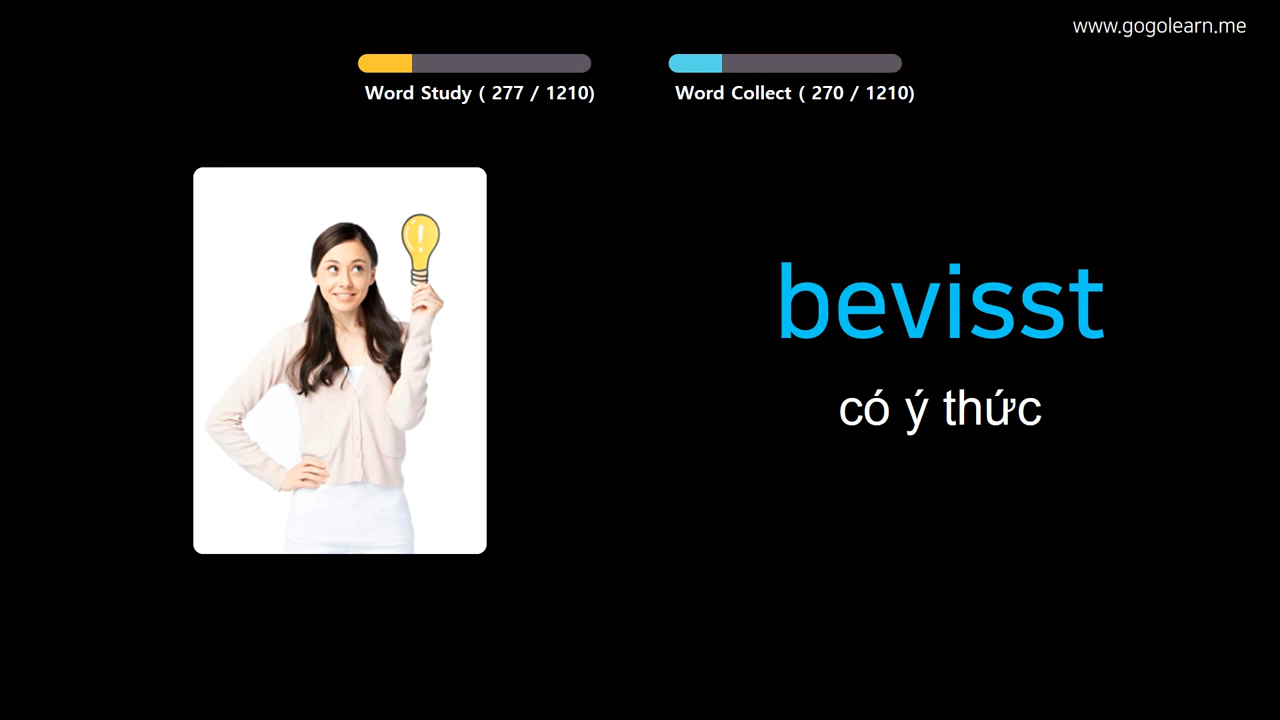 www.gogolearn.me
Word Study ( 277 / 1210)
Word Collect ( 270 / 1210)
bevisst
có ý thức